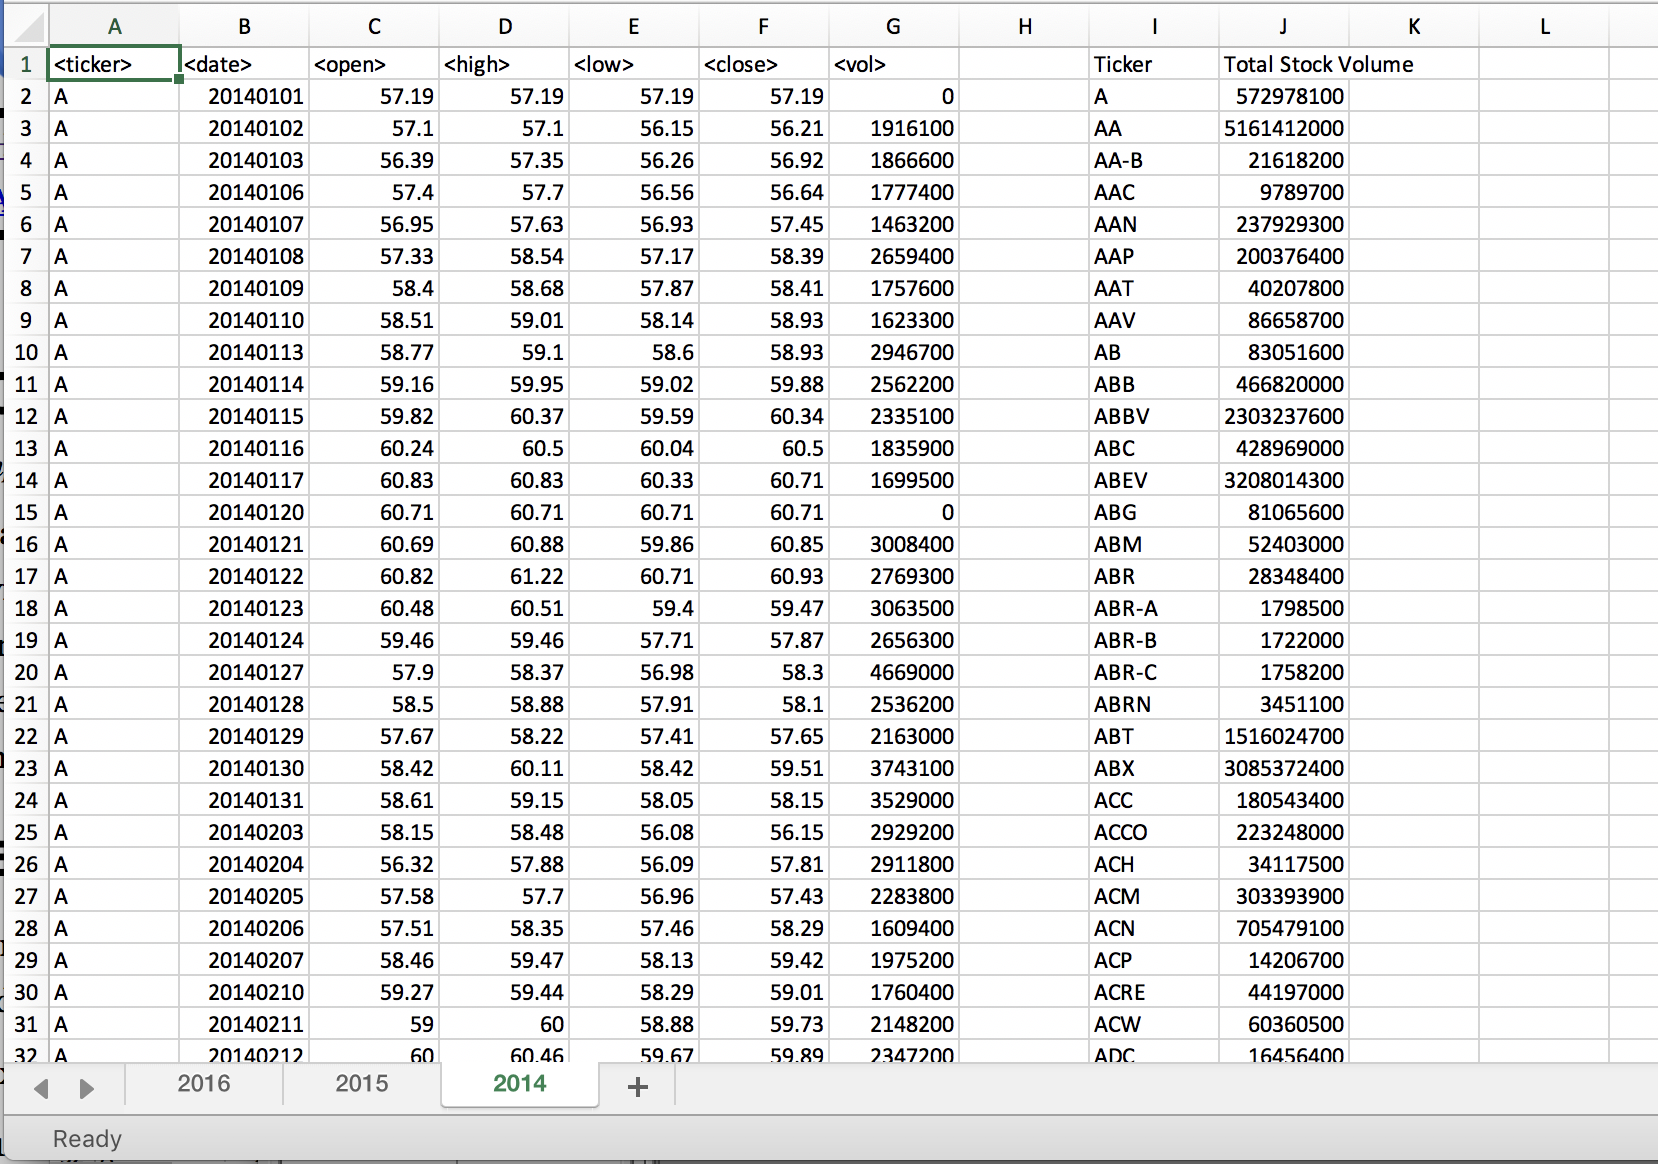 A B C D E F G H I J K L
1 <ticker> <date> <open> <high> <low> <close> <vol> Ticker Total Stock Volume
2 A 20140101 57.19 57.19 57.19 57.19 0 A 572978100
3 A 20140102 57.1 57.1 56.15 56.21 1916100 AA 5161412000
4 A 20140103 56.39 57.35 56.26 56.92 1866600 AA-B 21618200
5 A 20140106 57.4 57.7 56.56 56.64 1777400 AAC 9789700
6 A 20140107 56.95 57.63 56.93 57.45 1463200 AAN 237929300
7 A 20140108 57.33 58.54 57.17 58.39 2659400 AAP 200376400
8 A 20140109 58.4 58.68 57.87 58.41 1757600 AAT 40207800
9 A 20140110 58.51 59.01 58.14 58.93 1623300 AAV 86658700
10 A 20140113 58.77 59.1 58.6 58.93 2946700 AB 83051600
11 A 20140114 59.16 59.95 59.02 59.88 2562200 ABB 466820000
12 A 20140115 59.82 60.37 59.59 60.34 2335100 ABBV 2303237600
13 A 20140116 60.24 60.5 60.04 60.5 1835900 ABC 428969000
14 A 20140117 60.83 60.83 60.33 60.71 1699500 ABEV 3208014300
15 A 20140120 60.71 60.71 60.71 60.71 0 ABG 81065600
16 A 20140121 60.69 60.88 59.86 60.85 3008400 ABM 52403000
17 A 20140122 60.82 61.22 60.71 60.93 2769300 ABR 28348400
18 A 20140123 60.48 60.51 59.4 59.47 3063500 ABR-A 1798500
19 A 20140124 59.46 59.46 57.71 57.87 2656300 ABR-B 1722000
20 A 20140127 57.9 58.37 56.98 58.3 4669000 ABR-C 1758200
21 A 20140128 58.5 58.88 57.91 58.1 2536200 ABRN 3451100
22 A 20140129 57.67 58.22 57.41 57.65 2163000 ABT 1516024700
23 A 20140130 58.42 60.11 58.42 59.51 3743100 ABX 3085372400
24 A 20140131 58.61 59.15 58.05 58.15 3529000 ACC 180543400
25 A 20140203 58.15 58.48 56.08 56.15 2929200 ACCO 223248000
26 A 20140204 56.32 57.88 56.09 57.81 2911800 ACH 34117500
27 A 20140205 57.58 57.7 56.96 57.43 2283800 ACM 303393900
28 A 20140206 57.51 58.35 57.46 58.29 1609400 ACN 705479100
29 A 20140207 58.46 59.47 58.13 59.42 1975200 ACP 14206700
30 A 20140210 59.27 59.44 58.29 59.01 1760400 ACRE 44197000
31 A 20140211 59 60 58.88 59.73 2148200 ACW 60360500
32 A 20140212 60 60.46 59.67 59.89 2347200 ADC 16456400
2016 2015 2014 +
Ready